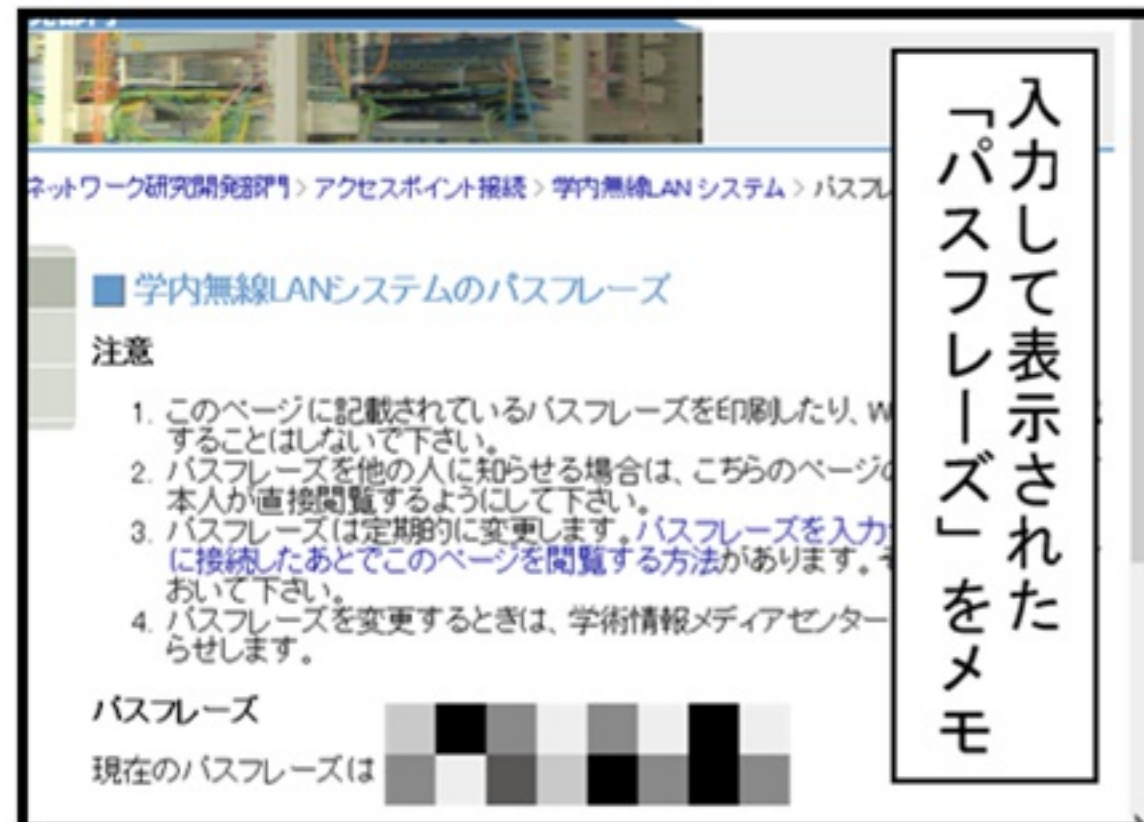 入力して表示された
「パスフレーズ」をメモ
ネットワーク研究開発部門 > アクセスポイント接続 > 学内無線LAN システム > パスフレ
■ 学内無線LANシステムのパスフレーズ
注意
1. このページに記載されているパスフレーズを印刷したり、W
することはしないで下さい。
2. パスフレーズを他の人に知らせる場合は、こちらのページの
本人が直接閲覧するようにして下さい。
3. パスフレーズは定期的に変更します。パスフレーズを入力
に接続したあとでこのページを閲覧する方法があります。そ
おいて下さい。
4. パスフレーズを変更するときは、学術情報メディアセンター
らせします。
パスフレーズ
現在のパスフレーズは